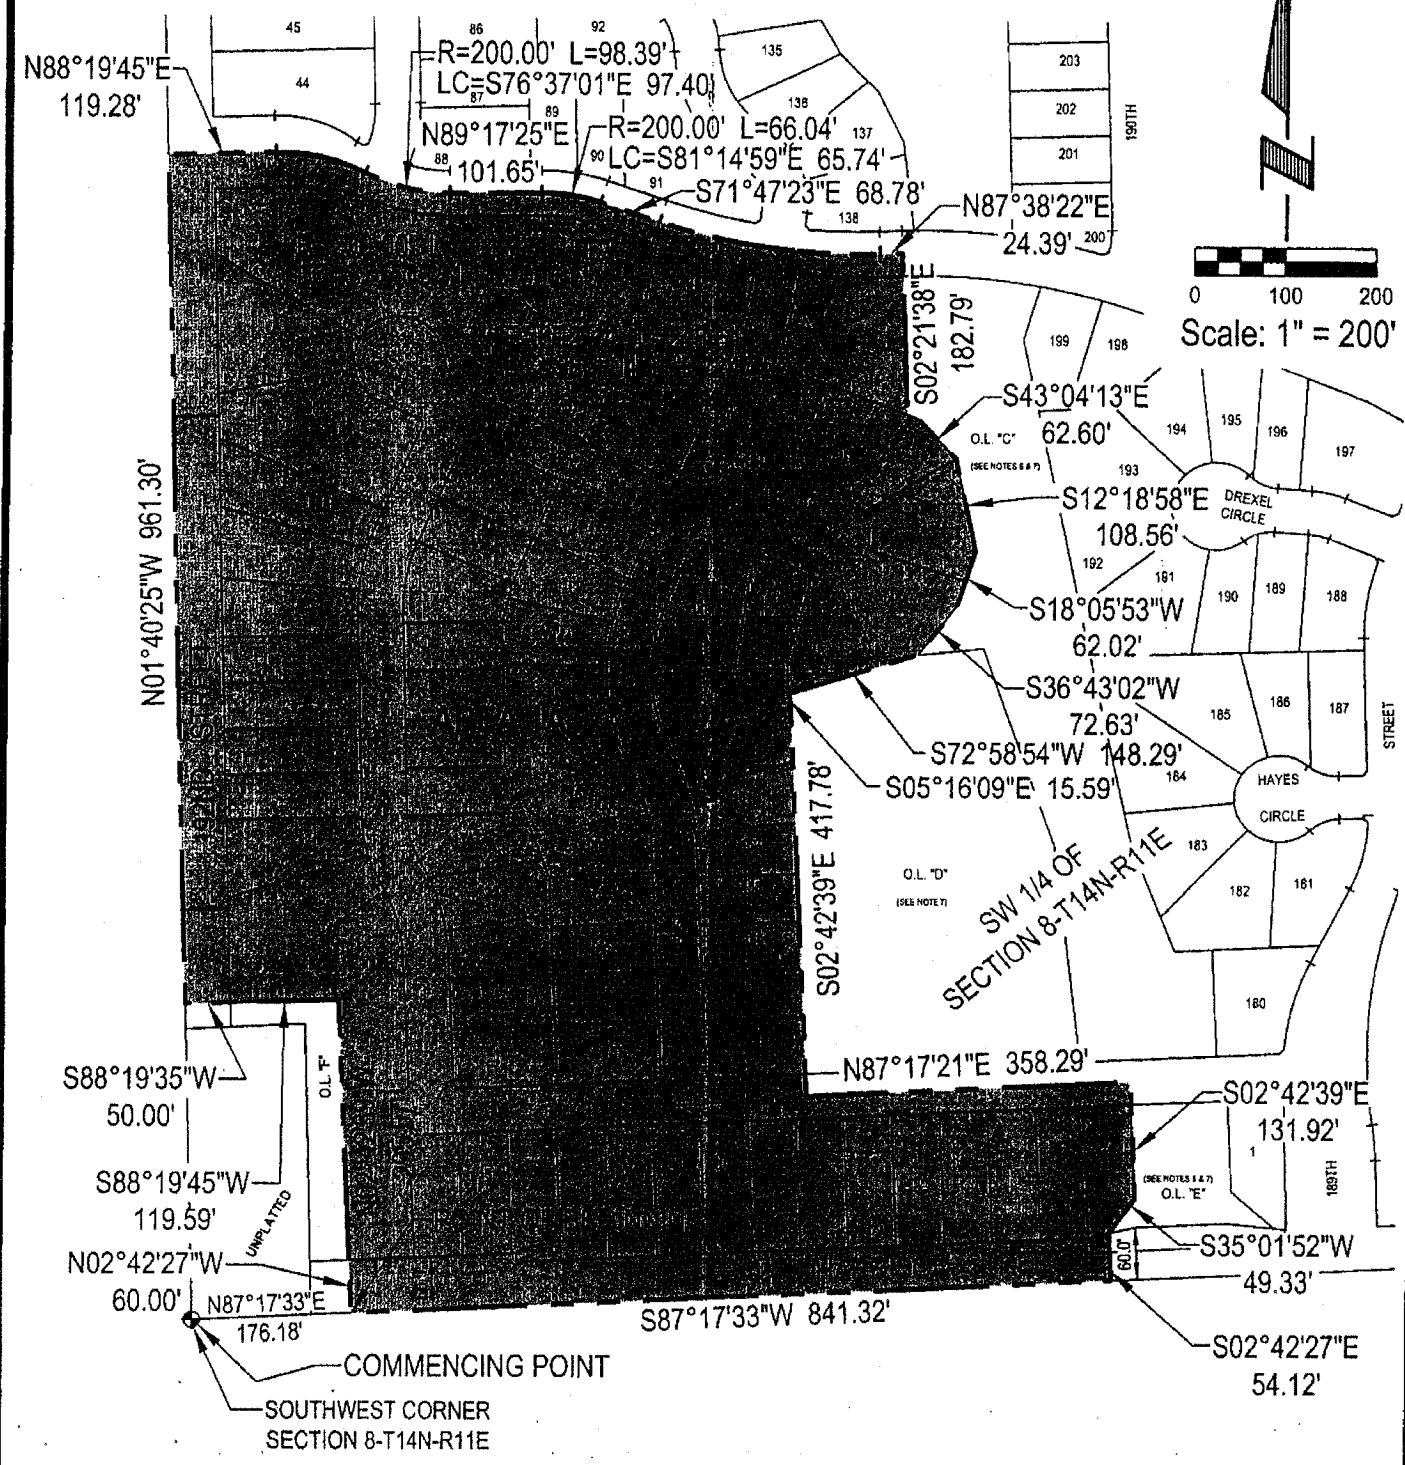 45
44
86
92
135
136
137
138
203
202
201
200
190TH
N88°19'45"E
119.28'
R=200.00' L=98.39'
LC=S76°37'01"E 97.40'
87
89
N89°17'25"E
101.65'
88
90
91
R=200.00' L=66.04'
LC=S81°14'59"E 65.74'
S71°47'23"E 68.78'
N87°38'22"E
24.39'
0 100 200
Scale: 1" = 200'
S02°21'38"E
182.79'
199
198
S43°04'13"E
62.60'
O.L. "C"
(SEE NOTES 6 & 7)
194
195
196
197
193
DREXEL
CIRCLE
S12°18'58"E
108.56'
192
191
190
189
188
S18°05'53"W
62.02'
S36°43'02"W
72.63'
185
186
187
STREET
S72°58'54"W 148.29'
S05°16'09"E 15.59'
184
HAYES
CIRCLE
N01°40'25"W 961.30'
192ND STREET
S02°42'39"E 417.78'
O.L. "D"
(SEE NOTE 7)
SW 1/4 OF
SECTION 8-T14N-R11E
183
182
181
180
N87°17'21"E 358.29'
S88°19'35"W
50.00'
S88°19'45"W
119.59'
UNPLATTED
O.L. "F"
N02°42'27"W
60.00'
N87°17'33"E
176.18'
S87°17'33"W 841.32'
S02°42'39"E
131.92'
1
189TH
O.L. "E"
60.0'
S35°01'52"W
49.33'
S02°42'27"E
54.12'
COMMENCING POINT
SOUTHWEST CORNER
SECTION 8-T14N-R11E